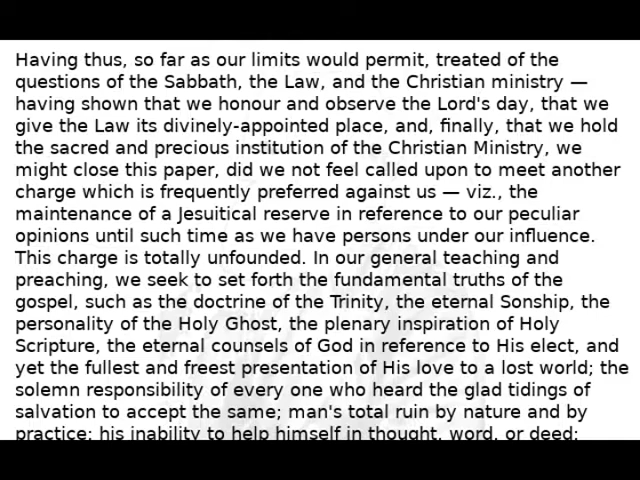 Having thus, so far as our limits would permit, treated of the
questions of the Sabbath, the Law, and the Christian ministry —
having shown that we honour and observe the Lord's day, that we
give the Law its divinely-appointed place, and, finally, that we hold
the sacred and precious institution of the Christian Ministry, we
might close this paper, did we not feel called upon to meet another
charge which is frequently preferred against us — viz., the
maintenance of a Jesuitical reserve in reference to our peculiar
opinions until such time as we have persons under our influence.
This charge is totally unfounded. In our general teaching and
preaching, we seek to set forth the fundamental truths of the
gospel, such as the doctrine of the Trinity, the eternal Sonship, the
personality of the Holy Ghost, the plenary inspiration of Holy
Scripture, the eternal counsels of God in reference to His elect, and
yet the fullest and freest presentation of His love to a lost world; the
solemn responsibility of every one who heard the glad tidings of
salvation to accept the same; man's total ruin by nature and by
practice; his inability to help himself in thought, word, or deed;